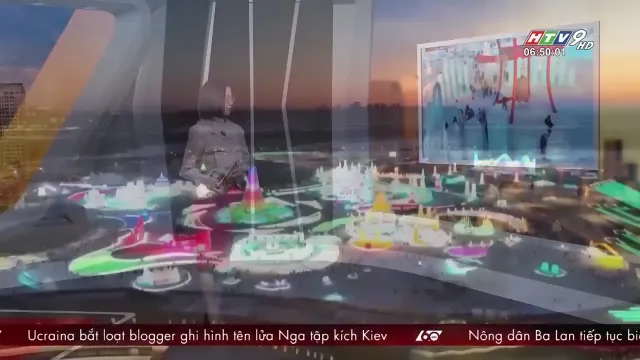 HTV9 HD
06:50:01
Ucraina bắt loạt blogger ghi hình tên lửa Nga tập kích Kiev 60 Nông dân Ba Lan tiếp tục bi